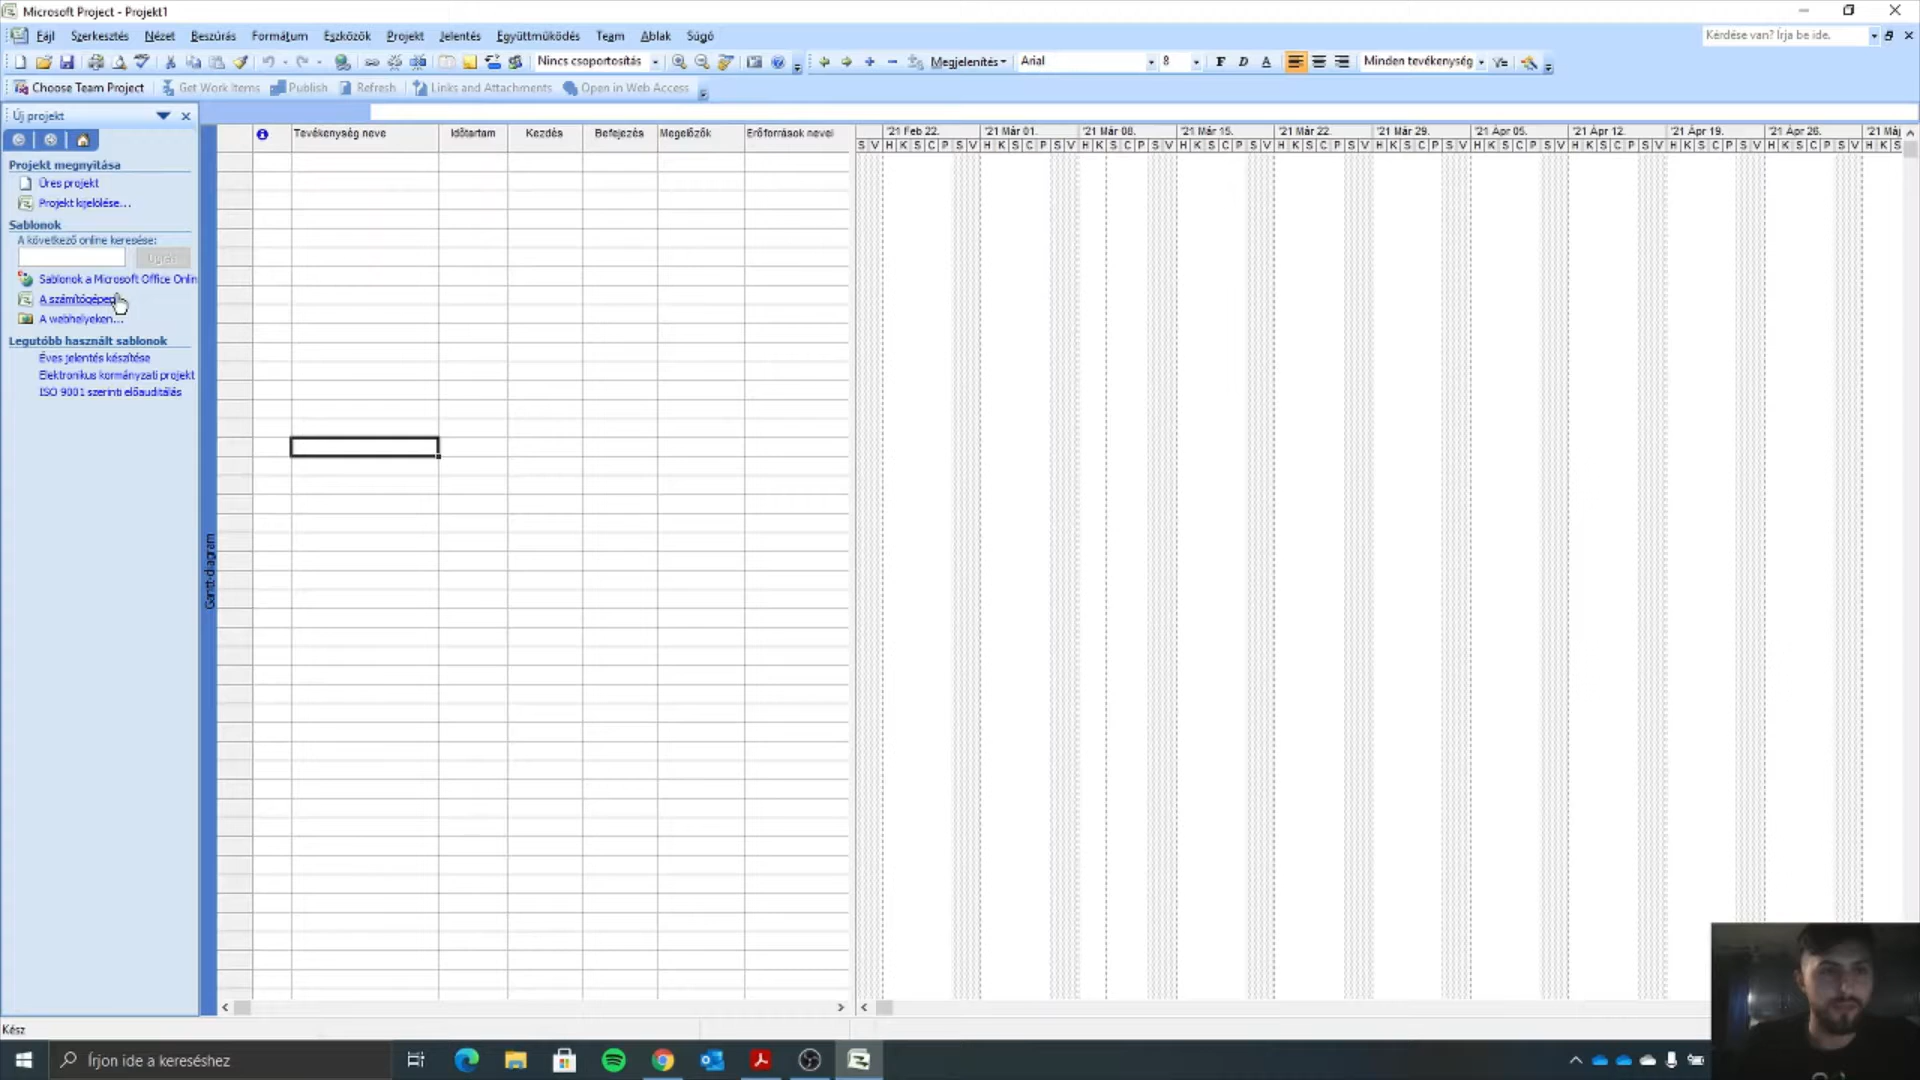 Microsoft Project - Projekt1
Fájl Szerkesztés Nézet Beszúrás Formátum Eszközök Projekt Jelentés Együttműködés Team Ablak Súgó
Kérdése van? Írja be ide.
Nincs csoportosítás
Megjelenítés
Arial
8
F D A
Minden tevékenység
Choose Team Project
Get Work Items
Publish
Refresh
Links and Attachments
Open in Web Access
Új projekt
Projekt megnyitása
Üres projekt
Projekt kijelölése...
Sablonok
A következő online keresése:
Ugrás
Sablonok a Microsoft Office Onlin
A számítógépen
A webhelyeken...
Legutóbb használt sablonok
Éves jelentés készítése
Elektronikus kormányzati projekt
ISO 9001 szerinti előauditálás
Gantt-diagram
Tevékenység neve
Időtartam
Kezdés
Befejezés
Megelőzők
Erőforrások nevei
'21 Feb 22. '21 Már 01. '21 Már 08. '21 Már 15. '21 Már 22. '21 Már 29. '21 Ápr 05. '21 Ápr 12. '21 Ápr 19. '21 Ápr 26. '21 Máj
S V H K S C P S V H K S C P S V H K S C P S V H K S C P S V H K S C P S V H K S C P S V H K S C P S V H K S C P S V H K S C P S V H K S C P S V H K S
Kész
Írjon ide a kereséshez